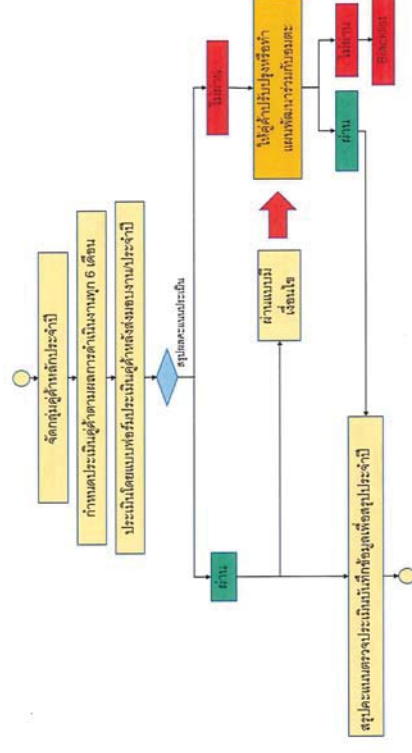 จัดกลุ่มคู่ค้าหลักประจำปี
กำหนดประเมินคู่ค้าตามผลการดำเนินงานทุก 6 เดือน
ประเมินโดยแบบฟอร์มประเมินคู่ค้าหลังส่งมอบงาน/ประจำปี
สรุปผลคะแนนประเมิน
ผ่าน
ไม่ผ่าน
ผ่านแบบมี
เงื่อนไข
ให้คู่ค้าปรับปรุงหรือทำ
แผนพัฒนาร่วมกับอมตะ
ผ่าน
ไม่ผ่าน
Blacklist
สรุปคะแนนตรวจประเมินบันทึกข้อมูลเพื่อสรุปประจำปี